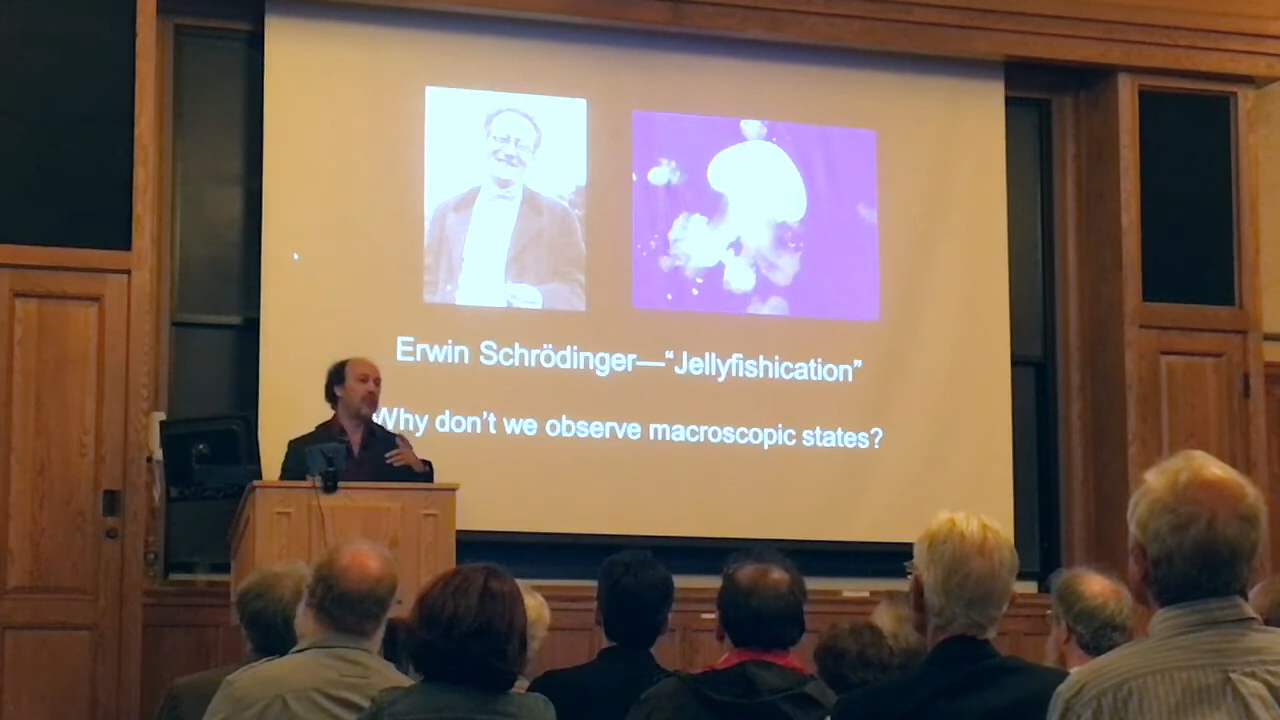 Erwin Schrödinger—“Jellyfishication”
Why don’t we observe macroscopic states?